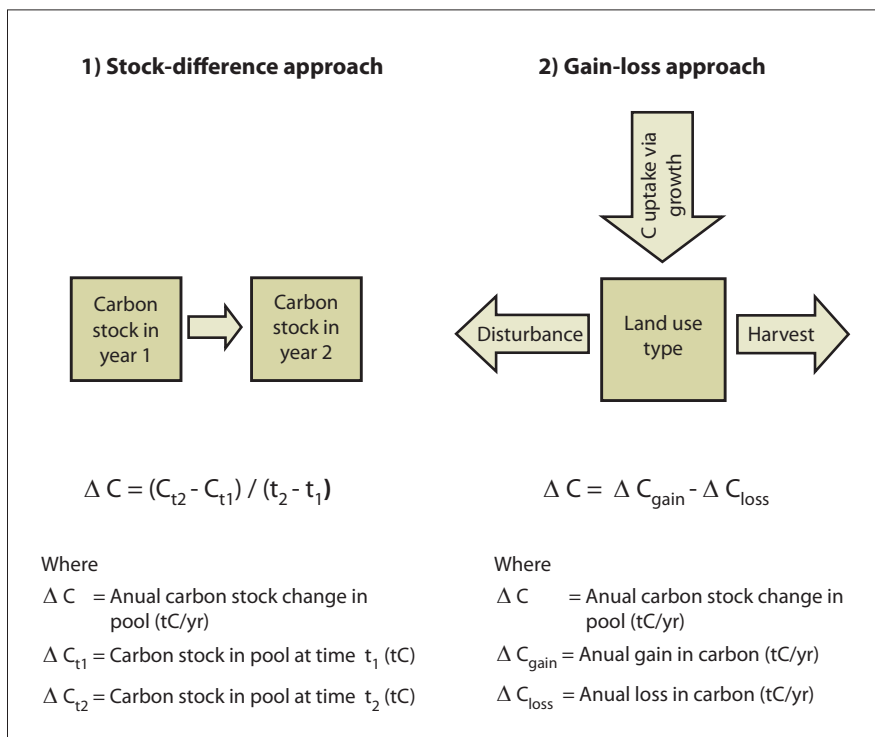 1) Stock-difference approach
Carbon
stock in
year 1
Carbon
stock in
year 2
Δ C = (Ct2 - Ct1) / (t2 - t1)
Where
Δ C = Anual carbon stock change in
pool (tC/yr)
Δ Ct1 = Carbon stock in pool at time t1 (tC)
Δ Ct2 = Carbon stock in pool at time t2 (tC)
2) Gain-loss approach
C uptake via
growth
Disturbance
Land use
type
Harvest
Δ C = Δ Cgain - Δ Closs
Where
Δ C = Anual carbon stock change in
pool (tC/yr)
Δ Cgain = Anual gain in carbon (tC/yr)
Δ Closs = Anual loss in carbon (tC/yr)